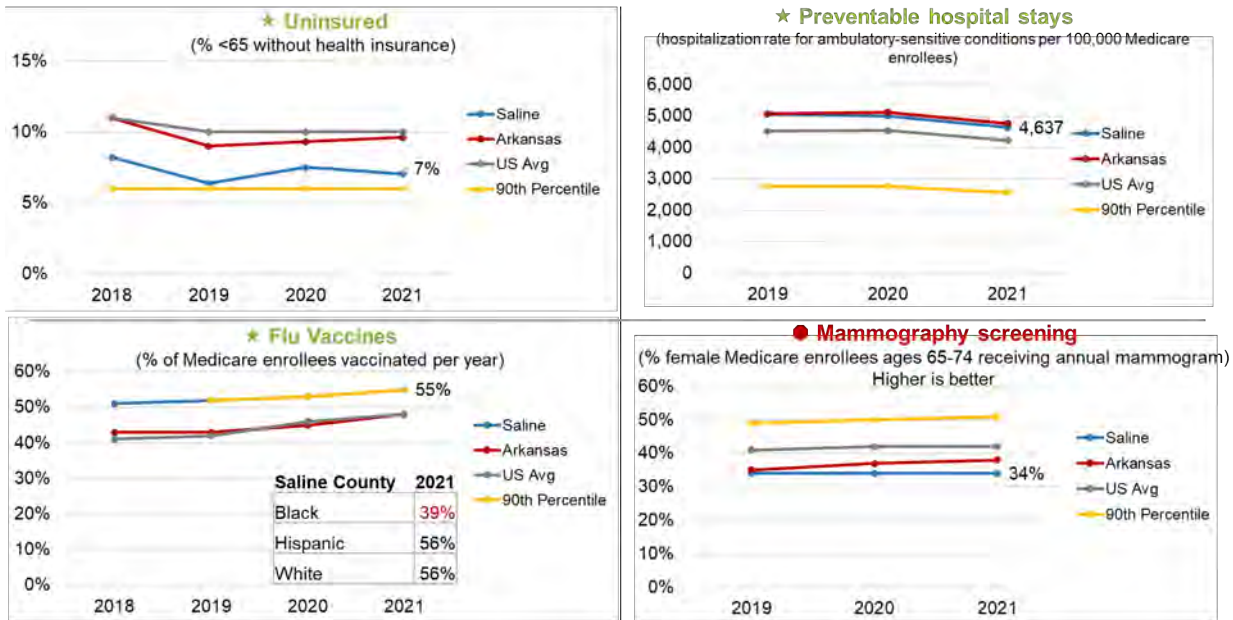 ★ Uninsured
(% <65 without health insurance)
15%
10%
5%
0%
7%
2018 2019 2020 2021
Saline
Arkansas
US Avg
90th Percentile
★ Preventable hospital stays
(hospitalization rate for ambulatory-sensitive conditions per 100,000 Medicare
enrollees)
6,000
5,000
4,000
3,000
2,000
1,000
0
4,637
2019 2020 2021
Saline
Arkansas
US Avg
90th Percentile
★ Flu Vaccines
(% of Medicare enrollees vaccinated per year)
60%
50%
40%
30%
20%
10%
0%
55%
Saline County 2021
Black 39%
Hispanic 56%
White 56%
2018 2019 2020 2021
Saline
Arkansas
US Avg
90th Percentile
● Mammography screening
(% female Medicare enrollees ages 65-74 receiving annual mammogram)
Higher is better
60%
50%
40%
30%
20%
10%
0%
34%
2019 2020 2021
Saline
Arkansas
US Avg
90th Percentile